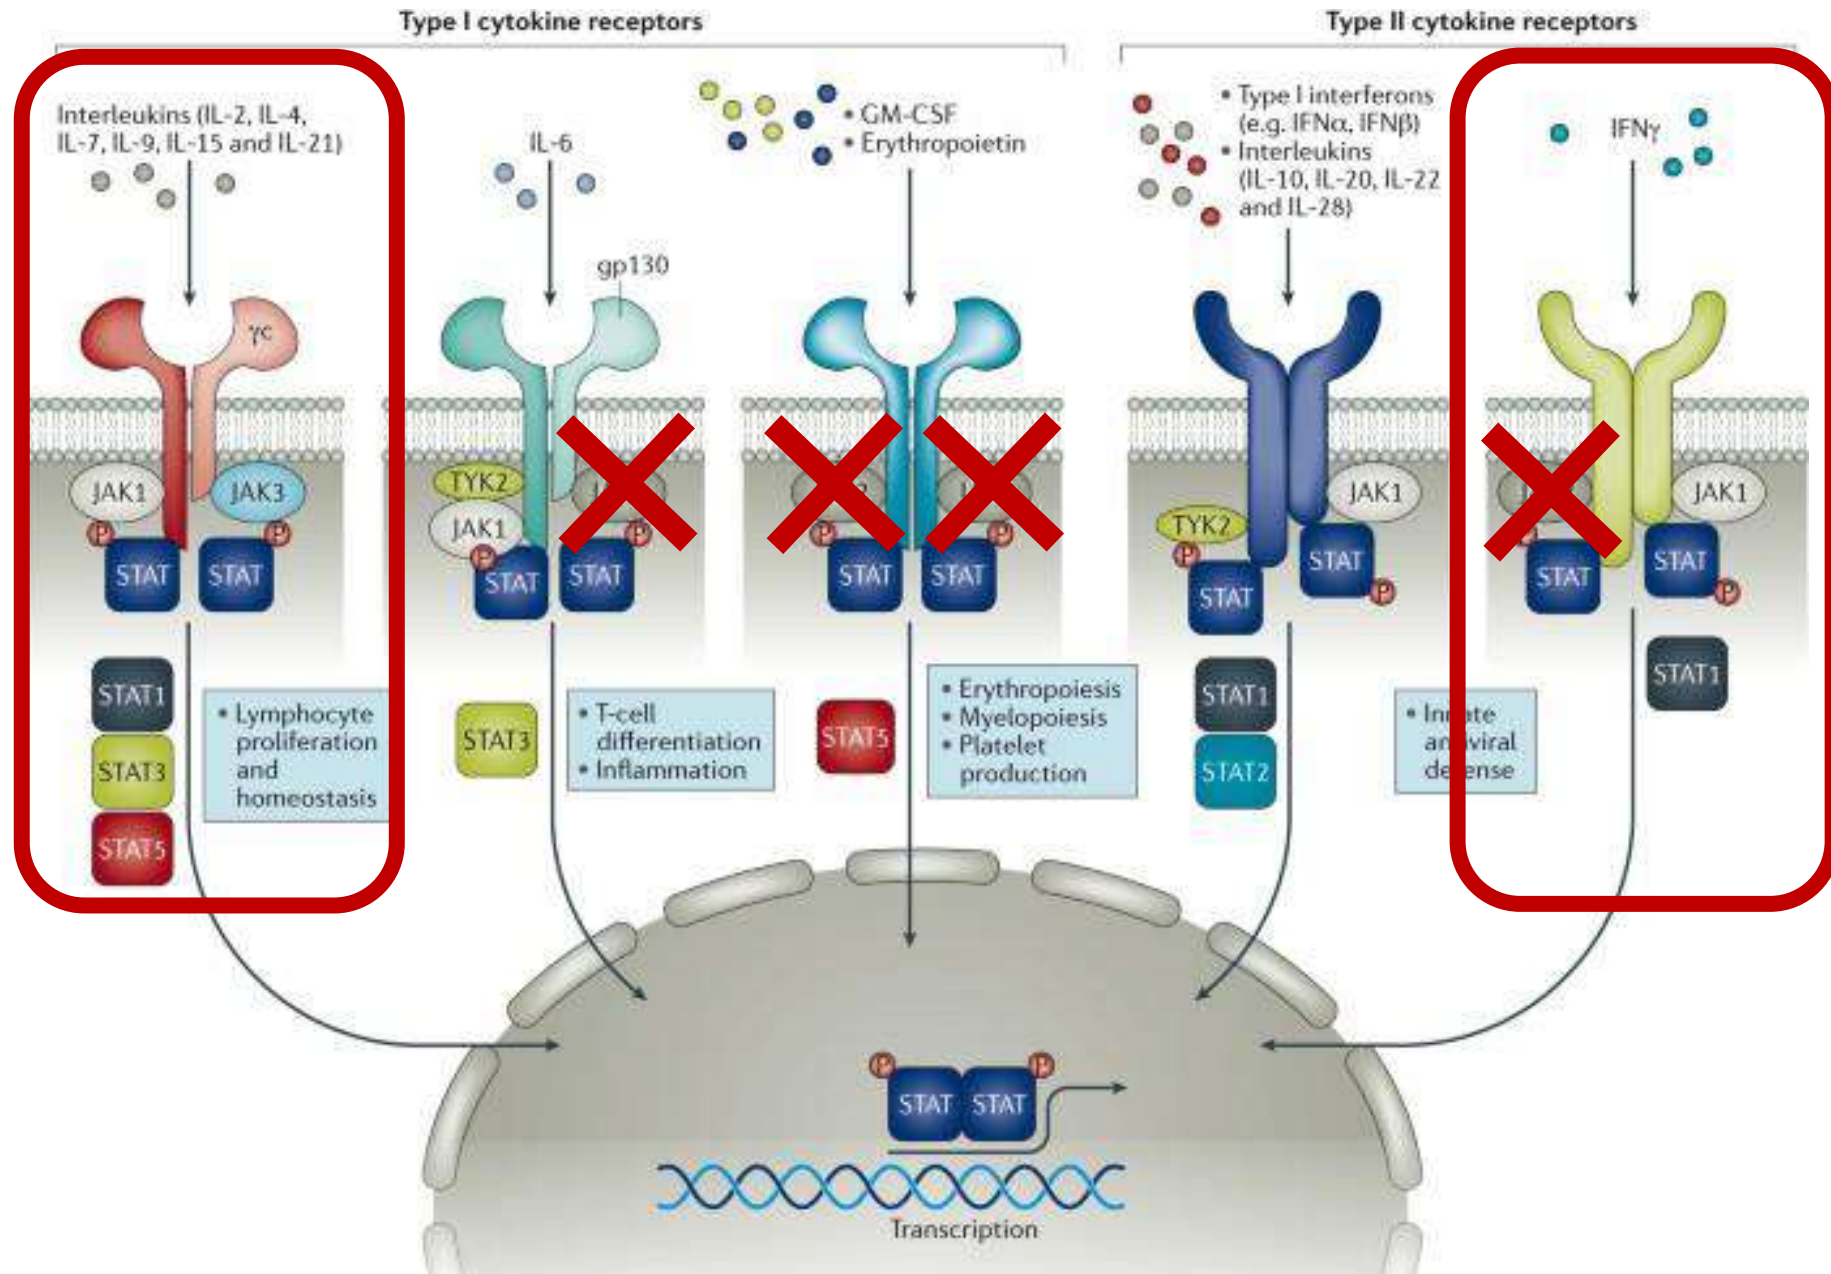 Type I cytokine receptors
Type II cytokine receptors
Interleukins (IL-2, IL-4,
IL-7, IL-9, IL-15 and IL-21)
IL-6
• GM-CSF
• Erythropoietin
• Type I interferons
(e.g. IFNα, IFNβ)
• Interleukins
(IL-10, IL-20, IL-22
and IL-28)
IFNγ
gp130
γc
JAK1
JAK3
P
P
STAT
STAT
TYK2
JAK1
P
P
STAT
STAT
P
P
STAT
STAT
TYK2
JAK1
P
P
STAT
STAT
JAK1
P
STAT
STAT
STAT1
STAT3
STAT5
• Lymphocyte
proliferation
and
homeostasis
STAT3
• T-cell
differentiation
• Inflammation
STAT5
• Erythropoiesis
• Myelopoiesis
• Platelet
production
STAT1
STAT2
• Innate
antiviral
defense
STAT1
P
P
STAT
STAT
Transcription